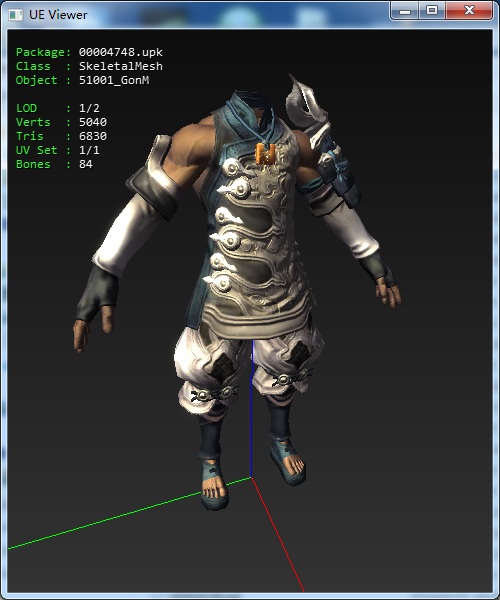 UE Viewer
Package: 00004748.upk
Class : SkeletalMesh
Object : 51001_GonM
LOD : 1/2
Verts : 5040
Tris : 6830
UV Set : 1/1
Bones : 84